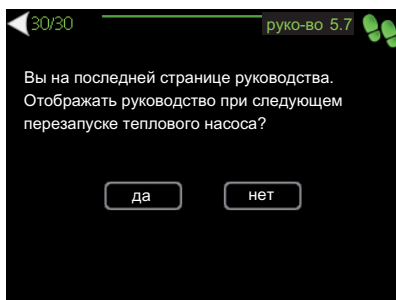 30/30
руко-во 5.7
Вы на последней странице руководства.
Отображать руководство при следующем
перезапуске теплового насоса?
да
нет